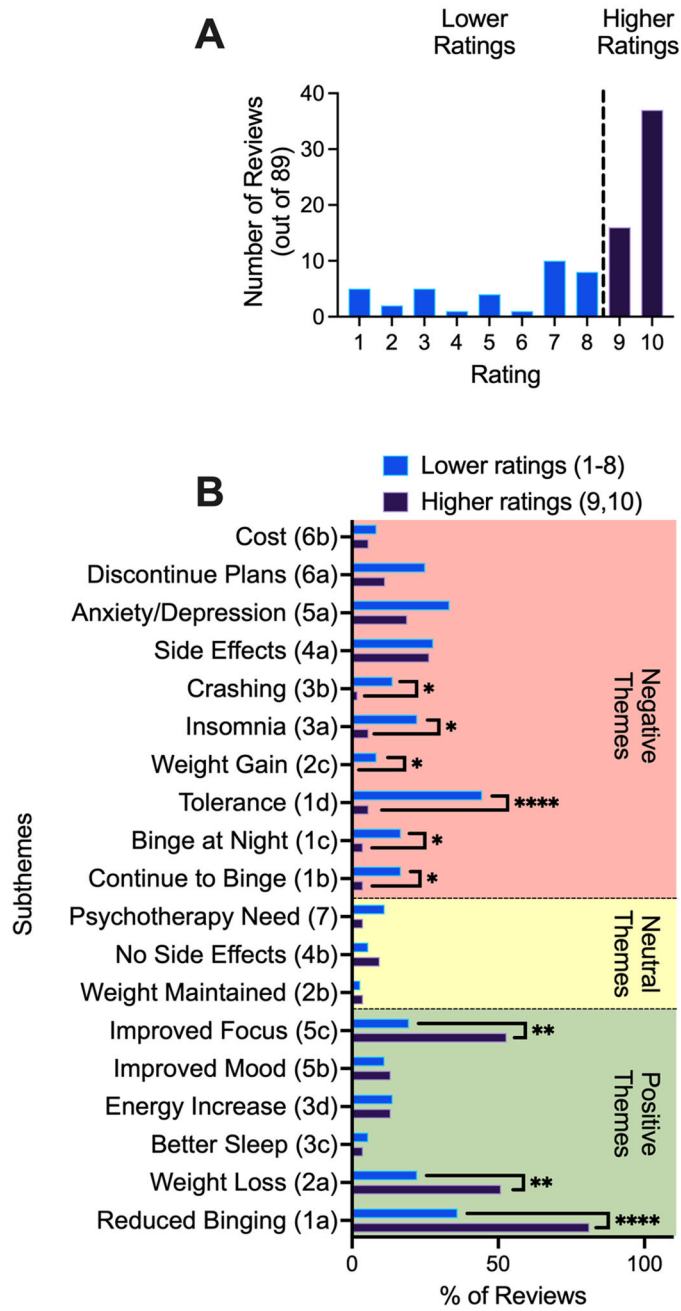 A
Lower
Ratings
Higher
Ratings
Number of Reviews
(out of 89)
40
30
20
10
0
1 2 3 4 5 6 7 8 9 10
Rating
B
Lower ratings (1-8)
Higher ratings (9,10)
Subthemes
Cost (6b)
Discontinue Plans (6a)
Anxiety/Depression (5a)
Side Effects (4a)
Crashing (3b) *
Insomnia (3a) *
Weight Gain (2c) *
Tolerance (1d) ****
Binge at Night (1c) *
Continue to Binge (1b) *
Negative
Themes
Psychotherapy Need (7)
No Side Effects (4b)
Weight Maintained (2b)
Neutral
Themes
Improved Focus (5c) **
Improved Mood (5b)
Energy Increase (3d)
Better Sleep (3c)
Weight Loss (2a) **
Reduced Binging (1a) ****
Positive
Themes
0 50 100
% of Reviews